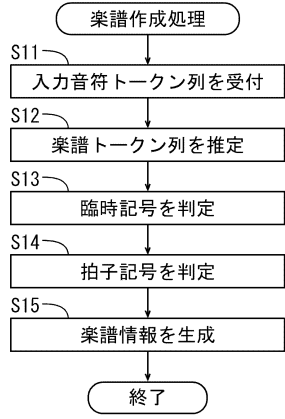 楽譜作成処理
S11
入力音符トークン列を受付
S12
楽譜トークン列を推定
S13
臨時記号を判定
S14
拍子記号を判定
S15
楽譜情報を生成
終了